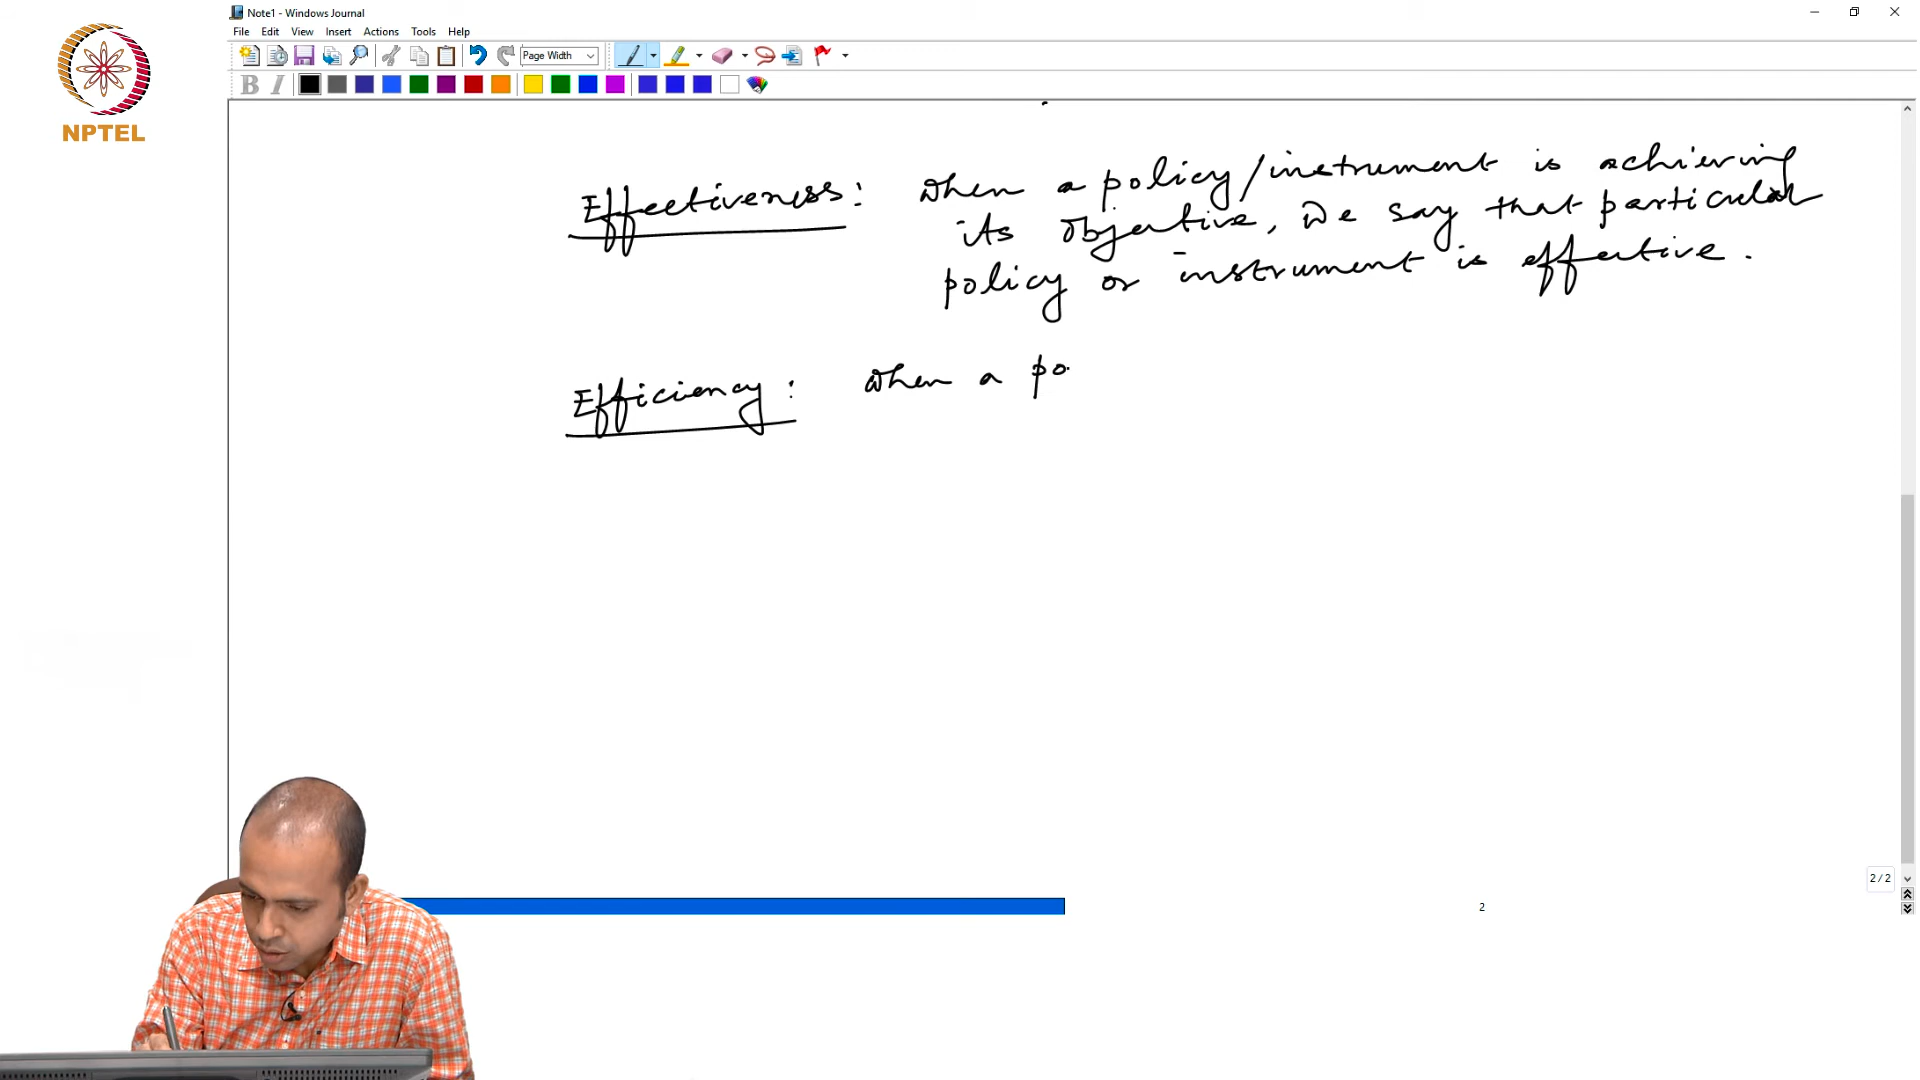 Note1 - Windows Journal
File Edit View Insert Actions Tools Help
NPTEL
Page Width
B I
Effectiveness: when a policy/instrument is achieving
its objective, we say that particular
policy or instrument is effective.
Efficiency: when a po
2/2
2